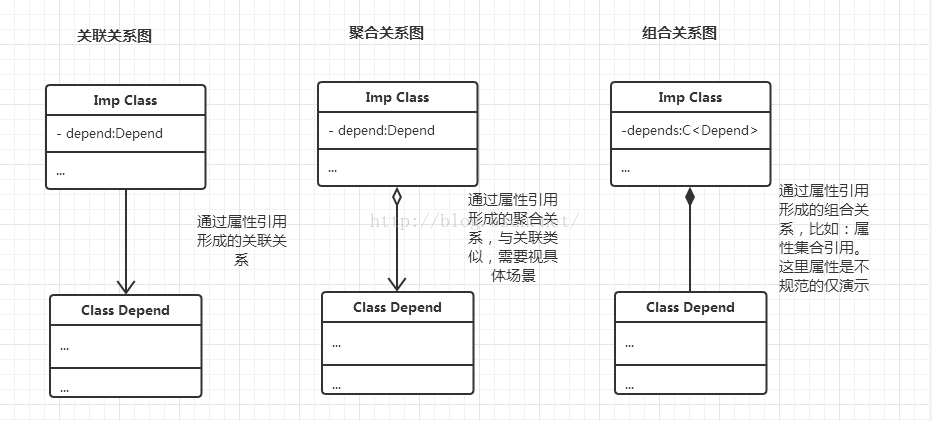 关联关系图
Imp Class
- depend:Depend
...
通过属性引用
形成的关联关
系
Class Depend
...
...
聚合关系图
Imp Class
- depend:Depend
...
通过属性引用
形成的聚合关
系，与关联类
似，需要视具
体场景
Class Depend
...
...
组合关系图
Imp Class
-depends:C<Depend>
...
通过属性引用
形成的组合关
系，比如：属
性集合引用。
这里属性是不
规范的仅演示
Class Depend
...
...